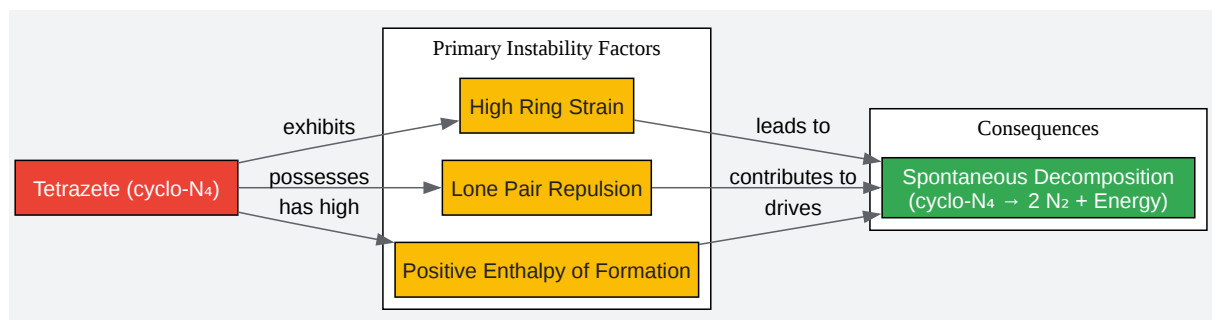 Primary Instability Factors
High Ring Strain
exhibits
leads to
Consequences
Tetrazete (cyclo-N₄)
possesses
Lone Pair Repulsion
contributes to
Spontaneous Decomposition
(cyclo-N₄ → 2 N₂ + Energy)
has high
drives
Positive Enthalpy of Formation